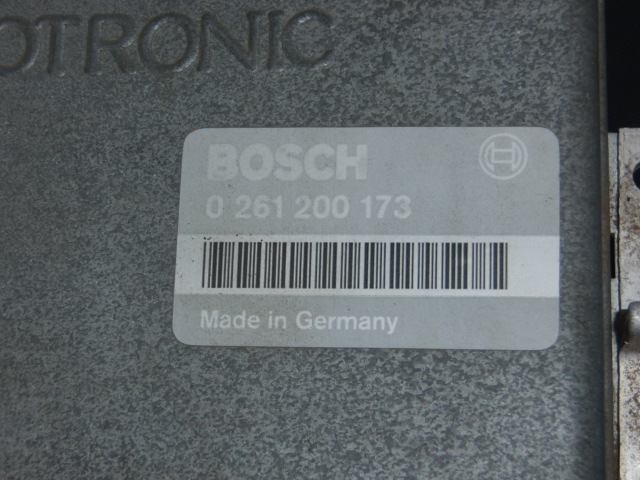 OTRONIC
BOSCH
0 261 200 173
Made in Germany